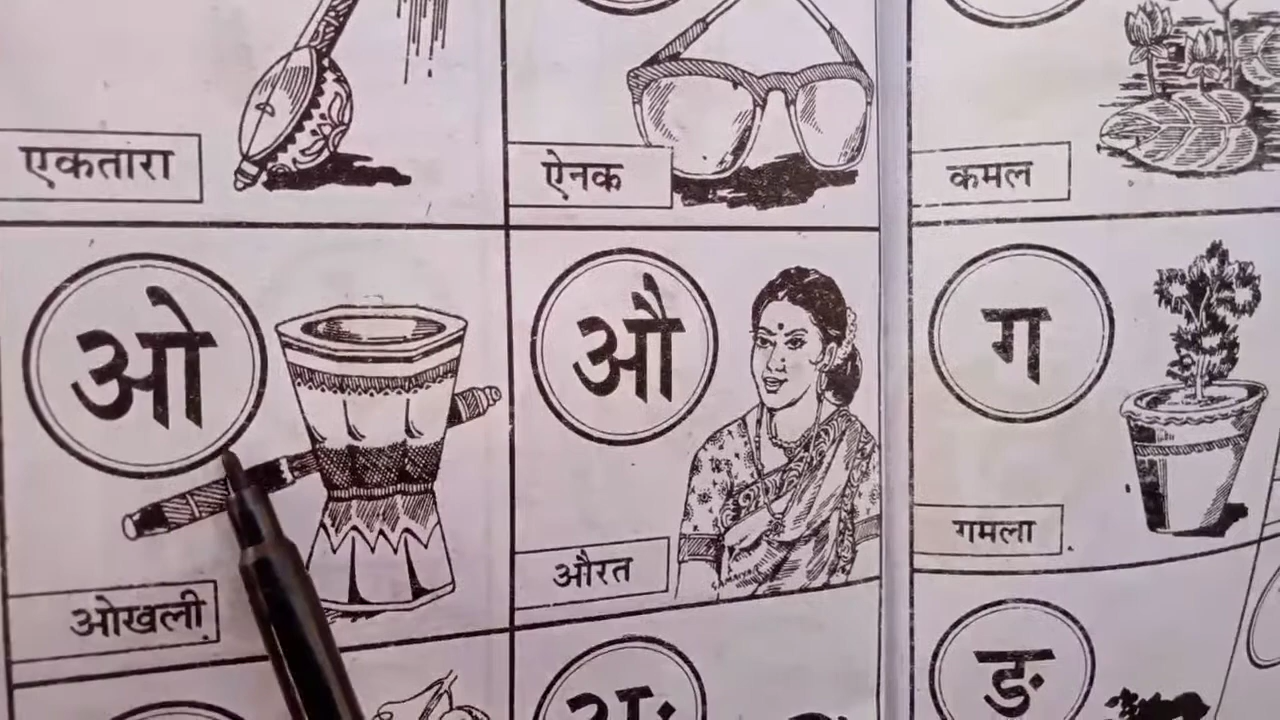 एकतारा
ऐनक
कमल
ओ
औ
ग
ओखली
औरत
गमला
ङ